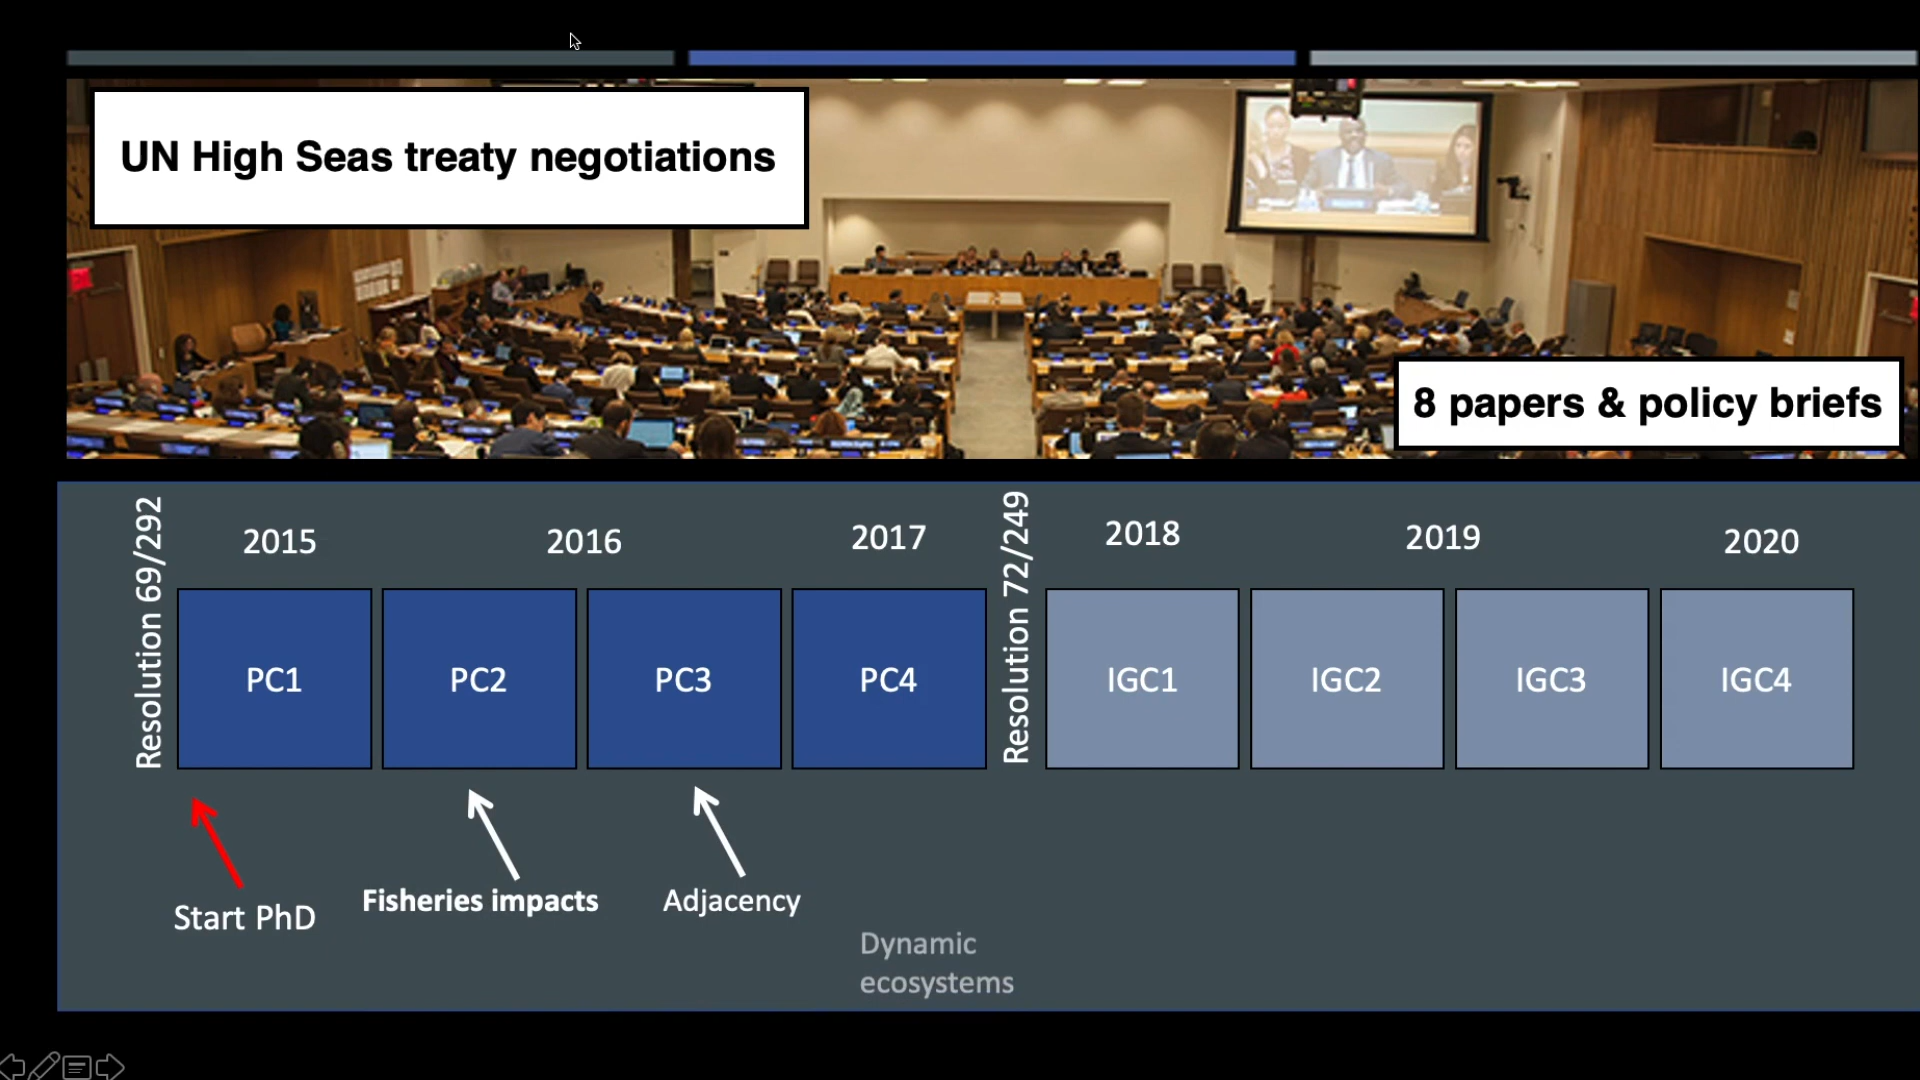 UN High Seas treaty negotiations
8 papers & policy briefs
Resolution 69/292
2015
2016
2017
Resolution 72/249
2018
2019
2020
PC1
PC2
PC3
PC4
IGC1
IGC2
IGC3
IGC4
Start PhD
Fisheries impacts
Adjacency
Dynamic
ecosystems